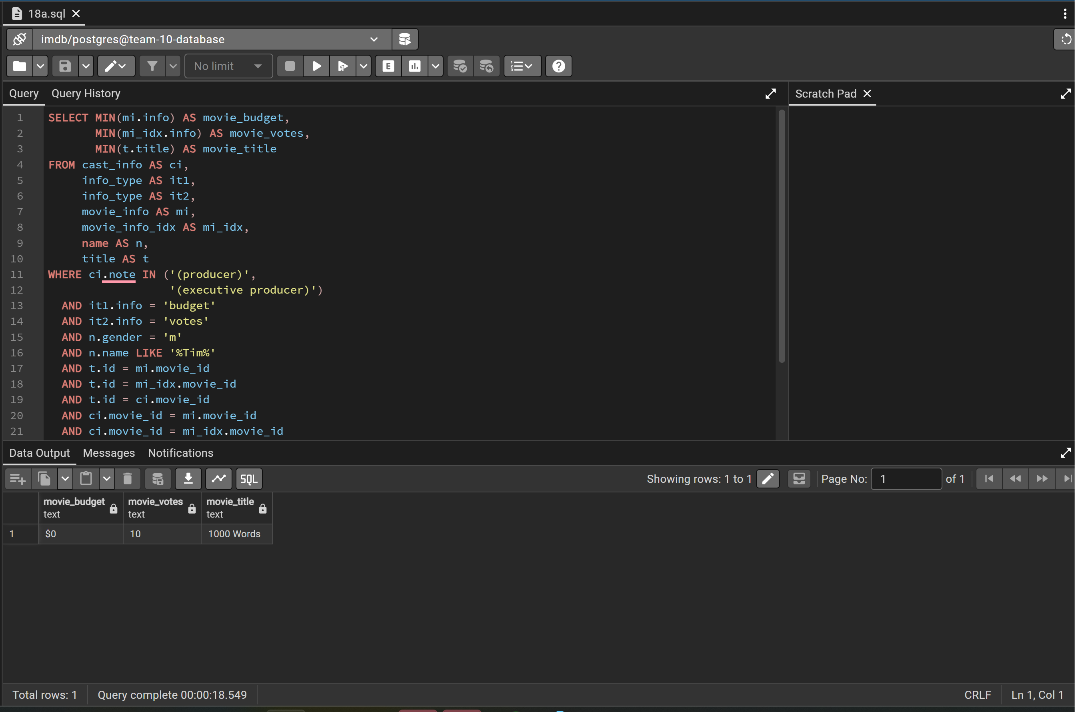 18a.sql
imdb/postgres@team-10-database
No limit
E
Query Query History
Scratch Pad
1 SELECT MIN(mi.info) AS movie_budget,
2 MIN(mi_idx.info) AS movie_votes,
3 MIN(t.title) AS movie_title
4 FROM cast_info AS ci,
5 info_type AS it1,
6 info_type AS it2,
7 movie_info AS mi,
8 movie_info_idx AS mi_idx,
9 name AS n,
10 title AS t
11 WHERE ci.note IN ('(producer)',
12 '(executive producer)')
13 AND it1.info = 'budget'
14 AND it2.info = 'votes'
15 AND n.gender = 'm'
16 AND n.name LIKE '%Tim%'
17 AND t.id = mi.movie_id
18 AND t.id = mi_idx.movie_id
19 AND t.id = ci.movie_id
20 AND ci.movie_id = mi.movie_id
21 AND ci.movie_id = mi_idx.movie_id
Data Output Messages Notifications
SQL Showing rows: 1 to 1 Page No: 1 of 1
movie_budget movie_votes movie_title
text text text
1 $0 10 1000 Words
Total rows: 1 Query complete 00:00:18.549 CRLF Ln 1, Col 1